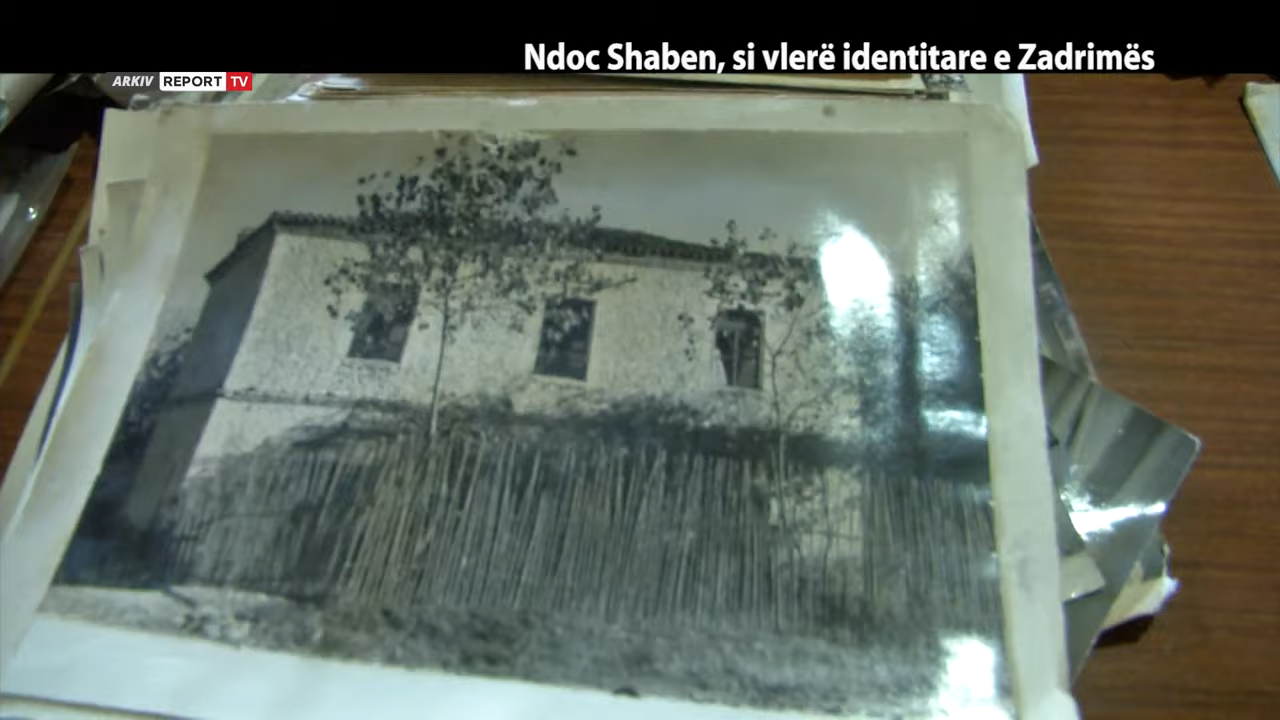 Ndoc Shaben, si vlerë identitare e Zadrimës
ARKIV REPORT TV